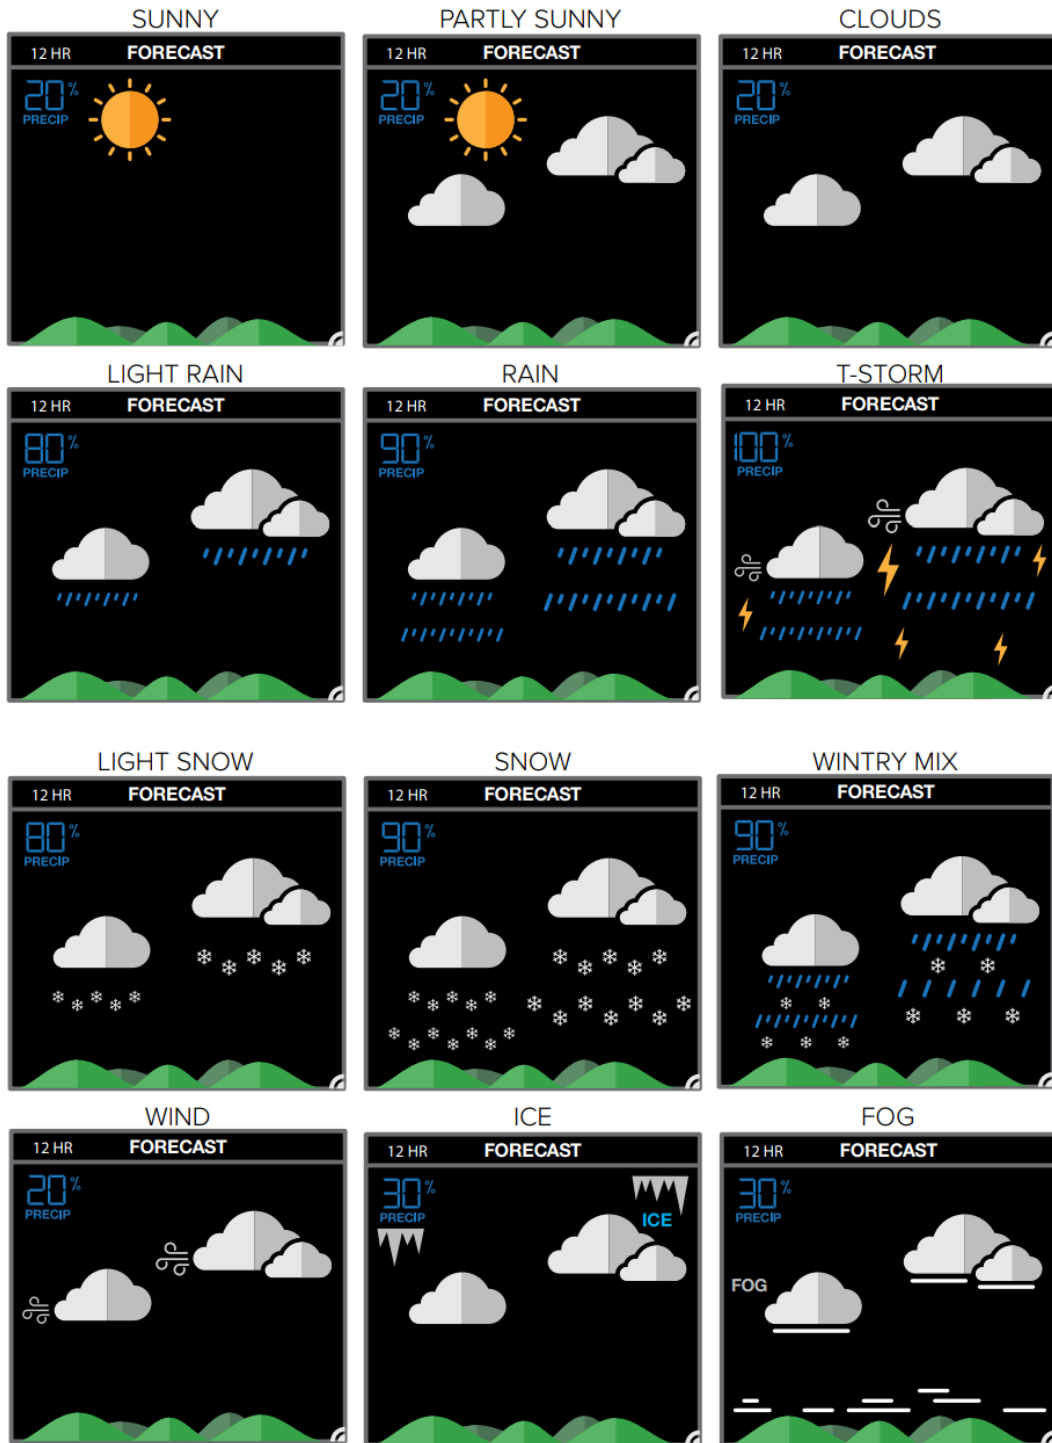 SUNNY
12 HR FORECAST
20%
PRECIP
PARTLY SUNNY
12 HR FORECAST
20%
PRECIP
CLOUDS
12 HR FORECAST
20%
PRECIP
LIGHT RAIN
12 HR FORECAST
80%
PRECIP
RAIN
12 HR FORECAST
90%
PRECIP
T-STORM
12 HR FORECAST
100%
PRECIP
LIGHT SNOW
12 HR FORECAST
80%
PRECIP
SNOW
12 HR FORECAST
90%
PRECIP
WINTRY MIX
12 HR FORECAST
90%
PRECIP
WIND
12 HR FORECAST
20%
PRECIP
ICE
12 HR FORECAST
30%
PRECIP
ICE
FOG
12 HR FORECAST
30%
PRECIP
FOG